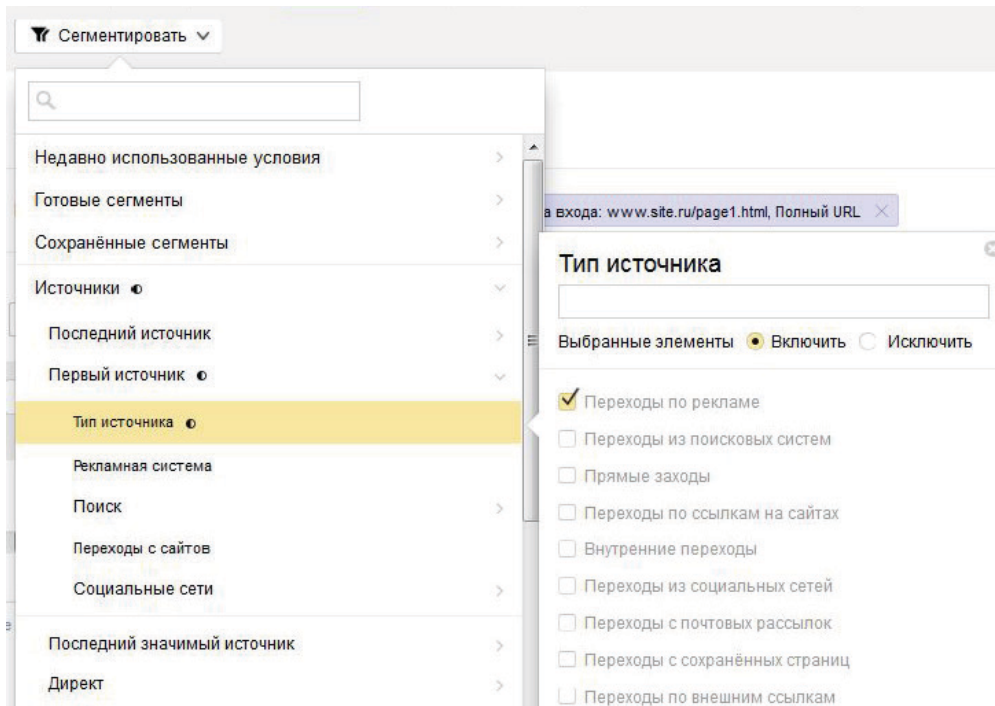 Сегментировать
Недавно использованные условия
Готовые сегменты
Сохранённые сегменты
Источники
Последний источник
Первый источник
Тип источника
Рекламная система
Поиск
Переходы с сайтов
Социальные сети
Последний значимый источник
Директ
а входа: www.site.ru/page1.html, Полный URL
Тип источника
Выбранные элементы Включить Исключить
Переходы по рекламе
Переходы из поисковых систем
Прямые заходы
Переходы по ссылкам на сайтах
Внутренние переходы
Переходы из социальных сетей
Переходы с почтовых рассылок
Переходы с сохранённых страниц
Переходы по внешним ссылкам